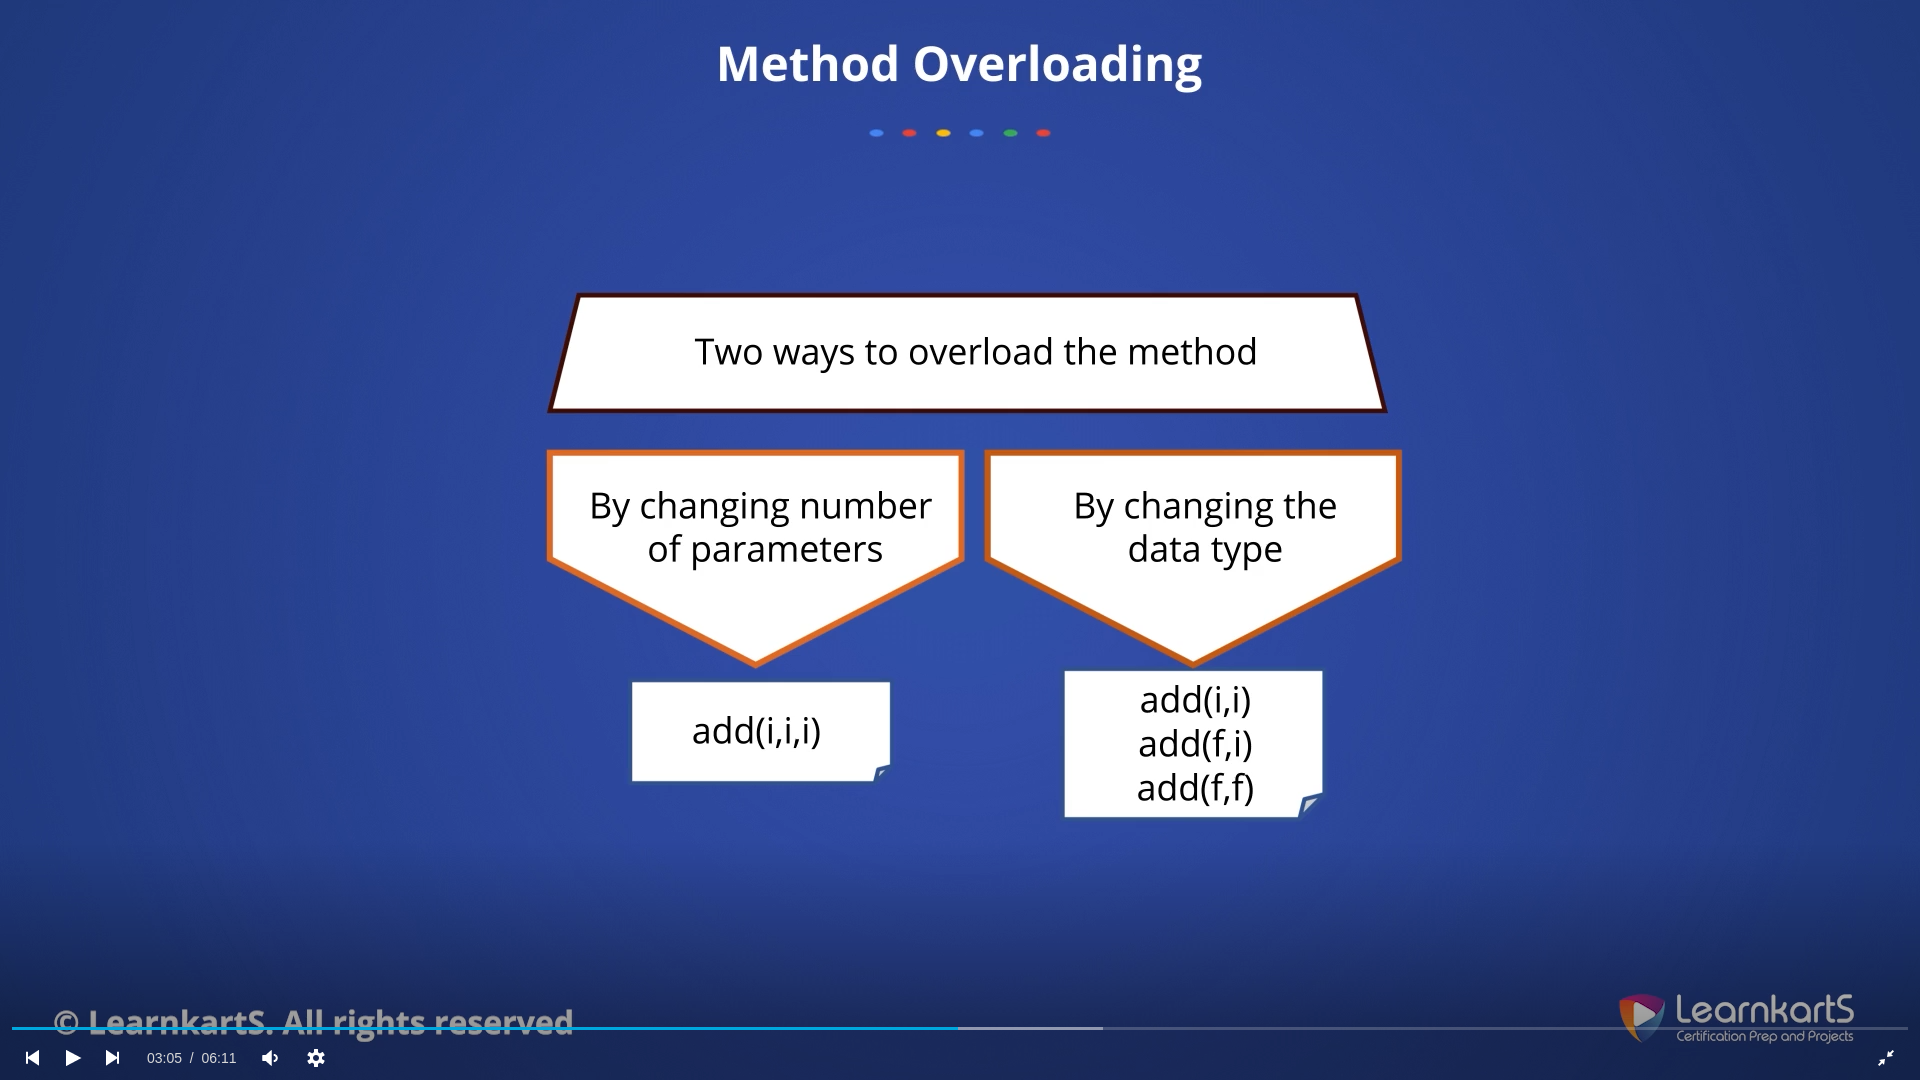 Method Overloading
Two ways to overload the method
By changing number
of parameters
By changing the
data type
add(i,i,i)
add(i,i)
add(f,i)
add(f,f)
© LearnkartS. All rights reserved
LearnkartS
Certification Prep and Projects
03:05 / 06:11